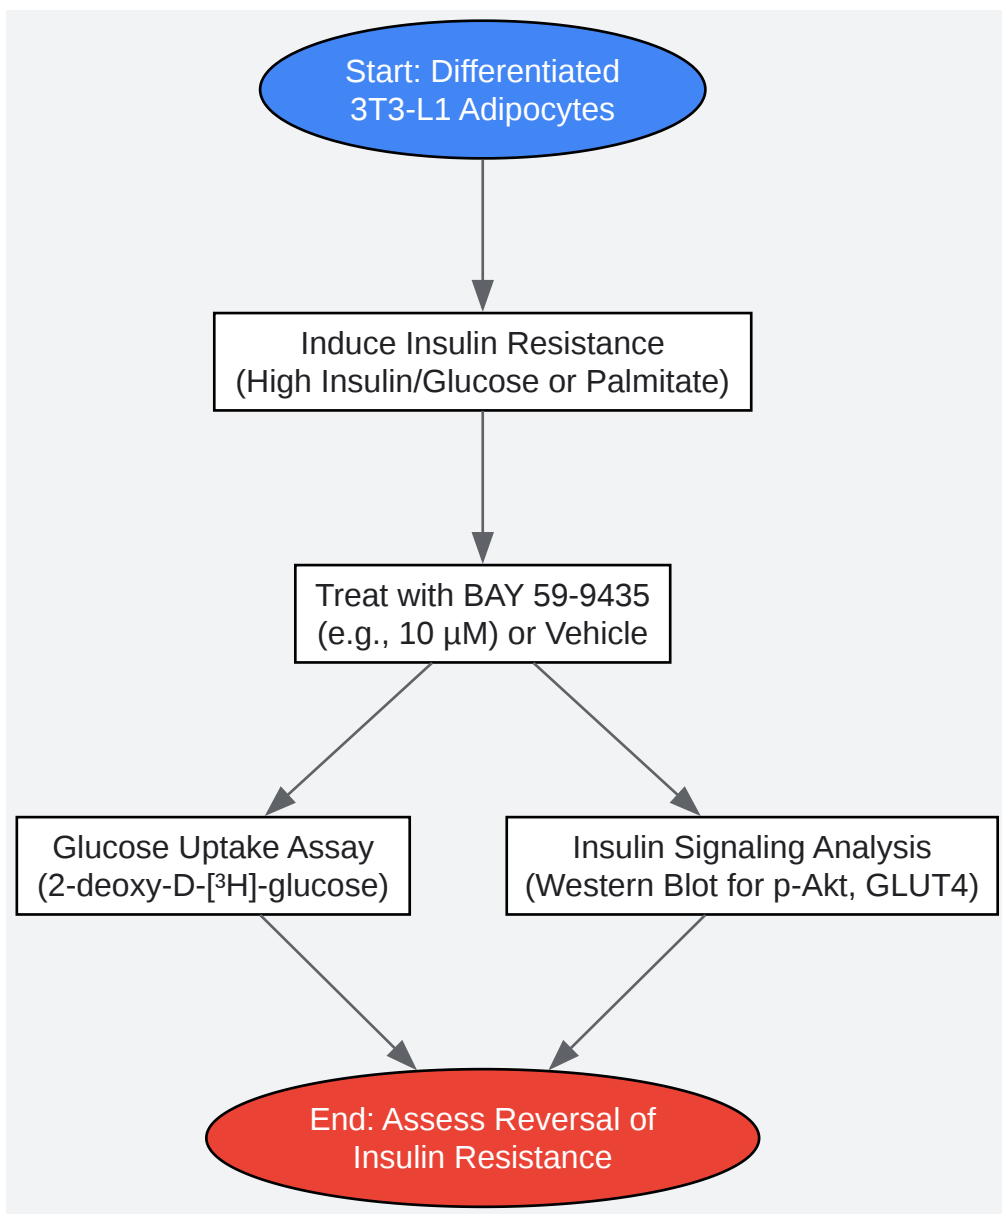 Start: Differentiated
3T3-L1 Adipocytes
Induce Insulin Resistance
(High Insulin/Glucose or Palmitate)
Treat with BAY 59-9435
(e.g., 10 µM) or Vehicle
Glucose Uptake Assay
(2-deoxy-D-[³H]-glucose)
Insulin Signaling Analysis
(Western Blot for p-Akt, GLUT4)
End: Assess Reversal of
Insulin Resistance